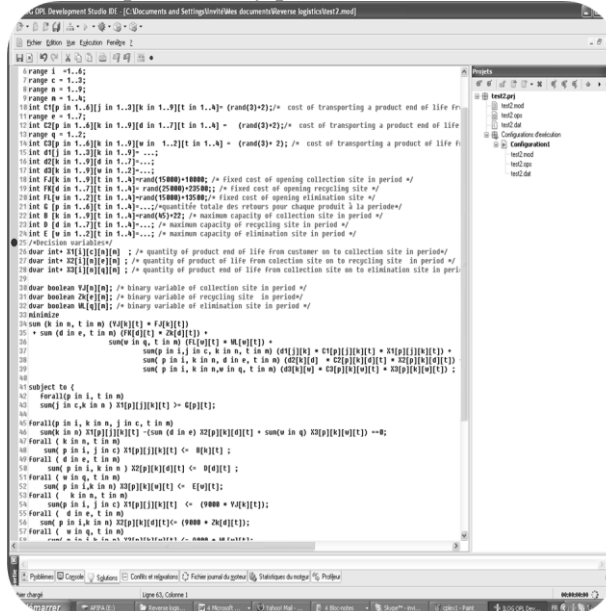 OPL Development Studio IDE - [C:\Documents and Settings\Invité\Mes documents\Reverse logistics\test2.mod]
Fichier Edition Vue Exécution Fenêtre ?
6 range i =1..6;
7 range c = 1..3;
8 range n = 1..9;
9 range m = 1..4;
10 int C1[p in 1..6][j in 1..3][k in 1..9][t in 1..4]= (rand(3)+2);/* cost of transporting a product end of life fr
11 range e = 1..7;
12 int C2[p in 1..6][k in 1..9][d in 1..7][t in 1..4] = (rand(3)+2);/* cost of transporting a product end of life
13 range q = 1..2;
14 int C3[p in 1..6][k in 1..9][w in 1..2][t in 1..4] = (rand(3)+ 2); /* cost of transporting a product end of life f
15 int d1[j in 1..3][k in 1..9]=...;
16 int d2[k in 1..9][d in 1..7]=...;
17 int d3[k in 1..9][w in 1..2]=...;
18 int FJ[k in 1..9][t in 1..4]=rand(15000)+10000; /* fixed cost of opening collection site in period */
19 int FK[d in 1..7][t in 1..4]= rand(25000)+23500;; /* fixed cost of opening recycling site */
20 int FL[w in 1..2][t in 1..4]=rand(15000)+13500;/* fixed cost of opening elimination site */
21 int G [p in 1..6][t in 1..4]=...;/*quantitée totale des retours pour chaque produit à la periode*/
22 int B [k in 1..9][t in 1..4]=rand(45)+22; /* maximum capacity of collection site in period */
23 int D [d in 1..7][t in 1..4]=...; /* maximum capacity of recycling site in period */
24 int E [w in 1..2][t in 1..4]=...; /* maximum capacity of elimination site in period */
25 /*Decision variables*/
26 dvar int+ X1[i][c][n][m] ; /* quantity of product end of life from customer on to collection site in period*/
27 dvar int+ X2[i][n][e][m] ; /* quantity of product of life from colection site on to recycling site in period */
28 dvar int+ X3[i][n][q][m] ; /* quantity of product end of life from collection site on to elimination site in peri
30 dvar boolean YJ[n][m]; /* binary variable of collection site in period*/
31 dvar boolean Zk[e][m]; /* binary variable of recycling site in period*/
32 dvar boolean WL[q][m]; /* binary variable of elimination site in period*/
33 minimize
34 sum (k in n, t in m) (YJ[k][t] * FJ[k][t])
35 + sum (d in e, t in m) (FK[d][t] * Zk[d][t]) +
36 sum(w in q, t in m) (FL[w][t] * WL[w][t]) +
37 sum(p in i,j in c, k in n, t in m) (d1[j][k] * C1[p][j][k][t] * X1[p][j][k][t]) +
38 sum( p in i, k in n, d in e, t in m) (d2[k][d] * C2[p][k][d][t] * X2[p][k][d][t])
39 sum( p in i, k in n,w in q, t in m) (d3[k][w] * C3[p][k][w][t] * X3[p][k][w][t]) ;
41 subject to {
42 forall(p in i, t in m)
43 sum(j in c,k in n ) X1[p][j][k][t] >= G[p][t];
45 forall(p in i, k in n, j in c, t in m)
46 sum(k in n) X1[p][j][k][t] -(sum (d in e) X2[p][k][d][t] + sum(w in q) X3[p][k][w][t]) ==0;
47 forall ( k in n, t in m)
48 sum( p in i, j in c) X1[p][j][k][t] <= B[k][t] ;
49 forall ( d in e, t in m)
50 sum( p in i, k in n ) X2[p][k][d][t] <= D[d][t] ;
51 forall ( w in q, t in m)
52 sum( p in i,k in n) X3[p][k][w][t] <= E[w][t];
53 forall ( k in n, t in m)
54 sum(p in i, j in c) X1[p][j][k][t] <= (9000 * YJ[k][t]);
55 forall ( d in e, t in m)
56 sum( p in i,k in n) X2[p][k][d][t]<= (9000 * Zk[d][t]);
57 forall ( w in q, t in m)
Projets
test2.prj
test2.mod
test2.ops
test2.dat
Configurations d'exécution
Configuration1
test2.mod
test2.ops
test2.dat
Problèmes Console Solutions Conflits et relaxations Fichier journal du moteur Statistiques du moteur Profileur
Ligne 63, Colonne 1
00:00:00:00
démarrer